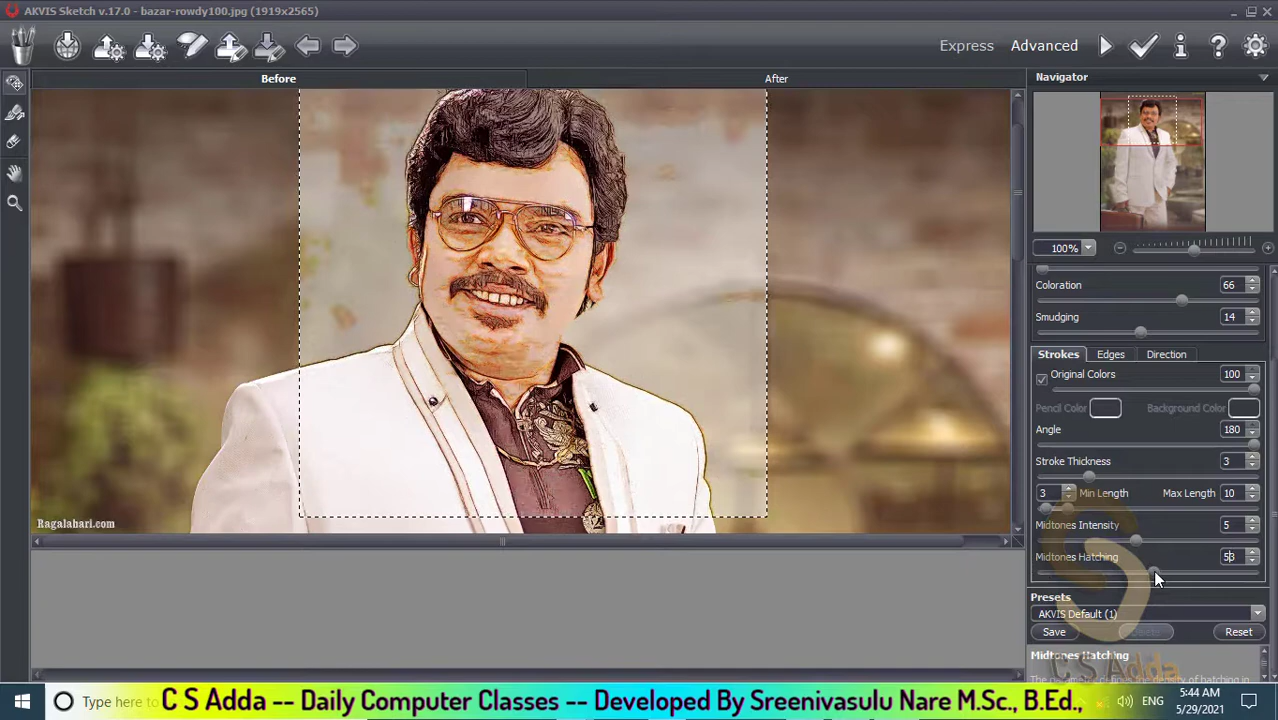 AKVIS Sketch v.17.0 - bazar-rowdy100.jpg (1919x2565)
Express Advanced
Before After
Navigator
100%
Coloration 66
Smudging 14
Strokes Edges Direction
Original Colors 100
Pencil Color Background Color
Angle 180
Stroke Thickness 3
3 Min Length Max Length 10
Midtones Intensity 5
Midtones Hatching 53
Ragalahari.com
Presets
AKVIS Default (1)
Save Reset
Midtones Hatching
C S Adda
Type here to
C S Adda -- Daily Computer Classes -- Developed By Sreenivasulu Nare M.Sc., B.Ed.,
ENG
5:44 AM
5/29/2021